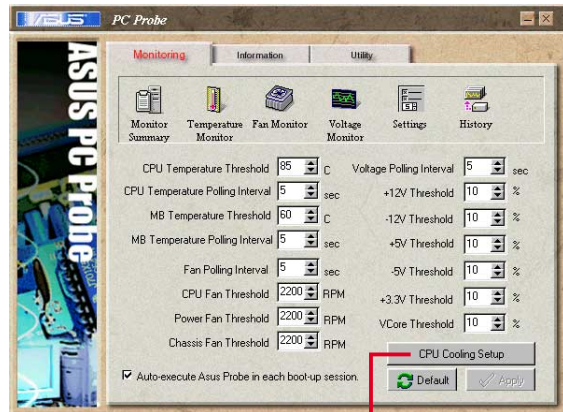 ASUS PC Probe
ASUS PC Probe
Monitoring Information Utility
Monitor Summary
Temperature Monitor
Fan Monitor
Voltage Monitor
Settings
History
CPU Temperature Threshold 85 C
CPU Temperature Polling Interval 5 sec
MB Temperature Threshold 60 C
MB Temperature Polling Interval 5 sec
Fan Polling Interval 5 sec
CPU Fan Threshold 2200 RPM
Power Fan Threshold 2200 RPM
Chassis Fan Threshold 2200 RPM
Voltage Polling Interval 5 sec
+12V Threshold 10 %
-12V Threshold 10 %
+5V Threshold 10 %
-5V Threshold 10 %
+3.3V Threshold 10 %
VCore Threshold 10 %
CPU Cooling Setup
Auto-execute Asus Probe in each boot-up session.
Default Apply